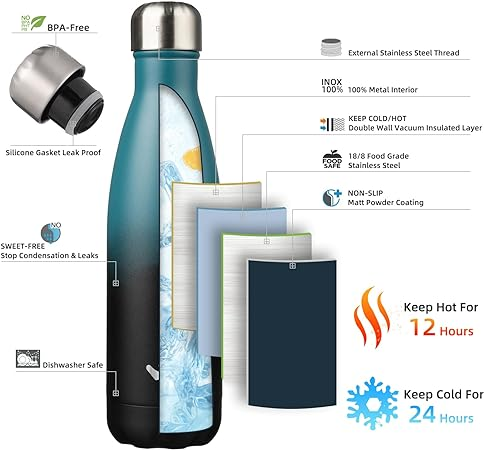 NO
BPA-Free
Silicone Gasket Leak Proof
External Stainless Steel Thread
INOX
100%
100% Metal Interior
KEEP COLD/HOT
Double Wall Vacuum Insulated Layer
FOOD
SAFE
18/8 Food Grade
Stainless Steel
NON-SLIP
Matt Powder Coating
NO
SWEET-FREE
Stop Condensation & Leaks
Keep Hot For
12 Hours
Dishwasher Safe
Keep Cold For
24 Hours